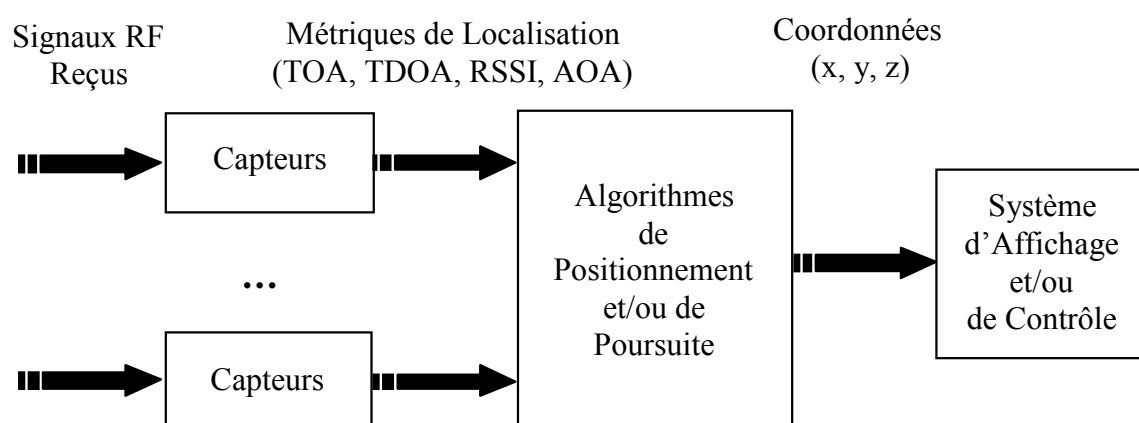 Signaux RF
Reçus
Métriques de Localisation
(TOA, TDOA, RSSI, AOA)
Coordonnées
(x, y, z)
Capteurs
...
Capteurs
Algorithmes
de
Positionnement
et/ou de
Poursuite
Système
d’Affichage
et/ou
de Contrôle